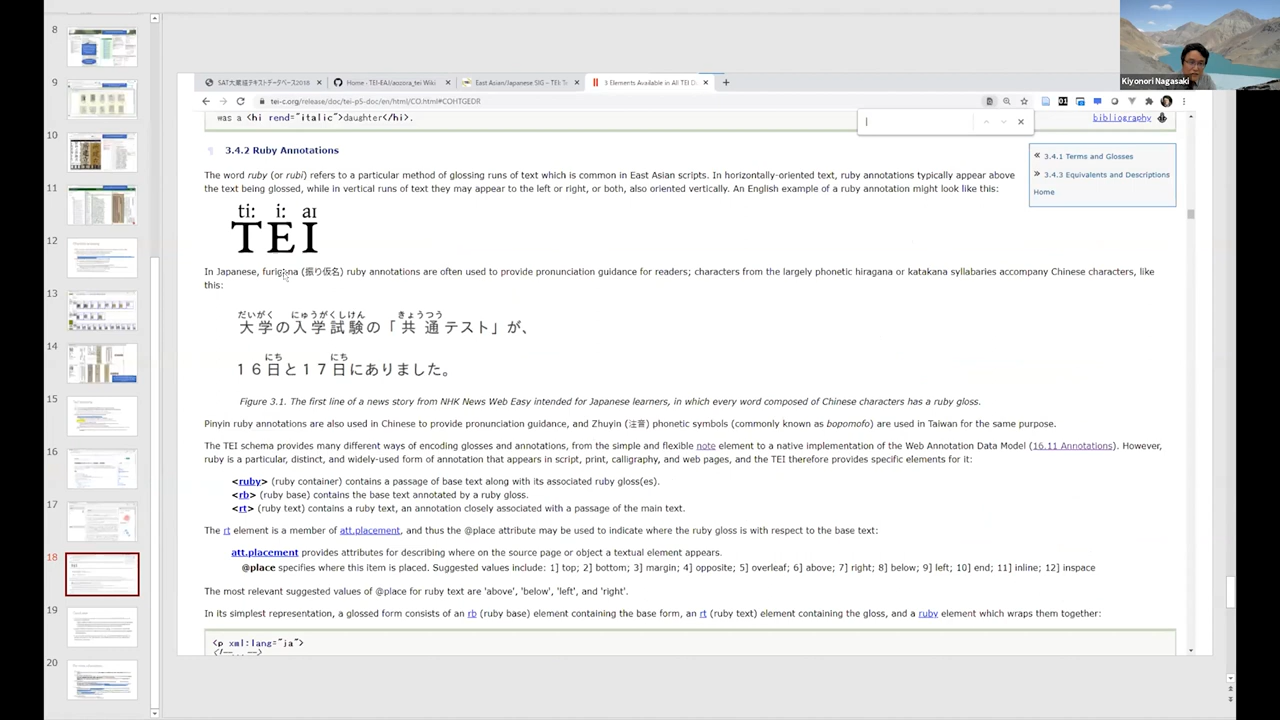 8
9
10
11
12
13
14
15
16
17
18
19
20
Kiyonori Nagasaki
SAT大蔵経テキストデータベース2018
Home · TEI-EAJ/aozora_tei Wiki
East Asian/Japanese SIG – TEI: Te
3 Elements Available in All TEI D
tei-c.org/release/doc/tei-p5-doc/en/html/CO.html#COHTGEDR
was a <hi rend="italic">daughter</hi>.
bibliography
¶ 3.4.2 Ruby Annotations
« 3.4.1 Terms and Glosses
» 3.4.3 Equivalents and Descriptions
Home
The word ruby (or rubi) refers to a particular method of glossing runs of text which is common in East Asian scripts. In horizontally-oriented text, ruby annotations typically appear above
the text being glossed, while in vertical runs of text they may appear to the either right, or both, also oriented vertically. An English equivalent of a ruby annotation might look like this:
tiː iː aɪ
TEI
In Japanese, furigana (振り仮名) ruby annotations are often used to provide pronunciation guidance for readers; characters from the wholly phonetic hiragana or katakana syllabaries accompany Chinese characters, like
this:
だいがく にゅうがくしけん きょうつう
大学の入学試験の「共通テスト」が、
にち にち
16日と17日にありました。
Figure 3.1. The first line of a news story from NHK News Web Easy intended for Japanese learners, in which every word composed of Chinese characters has a ruby gloss.
Pinyin ruby annotations are also used in Chinese texts to provide pronunciation guidance, and Zhuyin (注音) phonetic symbols (commonly known as bopomofo) are used in Taiwan for the same purpose.
The TEI scheme provides many different ways of encoding glosses and annotations, from the simple and flexible note element to a native implementation of the Web Annotation Data Model (16.11 Annotations). However,
ruby is a particular, distinct, and widely-used form of annotation that appears in script, print, calligraphy, and web pages, and the TEI therefore provides specific elements for it:
<ruby> (ruby container) contains a passage of base text along with its associated ruby gloss(es).
<rb> (ruby base) contains the base text annotated by a ruby gloss.
<rt> (ruby text) contains a ruby text, an annotation closely associated with a passage of the main text.
The rt element is a member of att.placement, and therefore @place attribute may be used to indicate where the ruby gloss is with respect to the base text:
att.placement provides attributes for describing where on the source page or object a textual element appears.
@place specifies where this item is placed. Suggested values include: 1] top; 2] bottom; 3] margin; 4] opposite; 5] overleaf; 6] above; 7] right; 8] below; 9] left; 10] end; 11] inline; 12] inspace
The most relevant suggested values of @place for ruby text are 'above', 'below', 'left', and 'right'.
In its simplest representation, a glossed form consists of an rb (ruby base) element containing the base form, an rt (ruby text) element containing the gloss, and a ruby element which wraps them together:
<p xml:lang="ja">